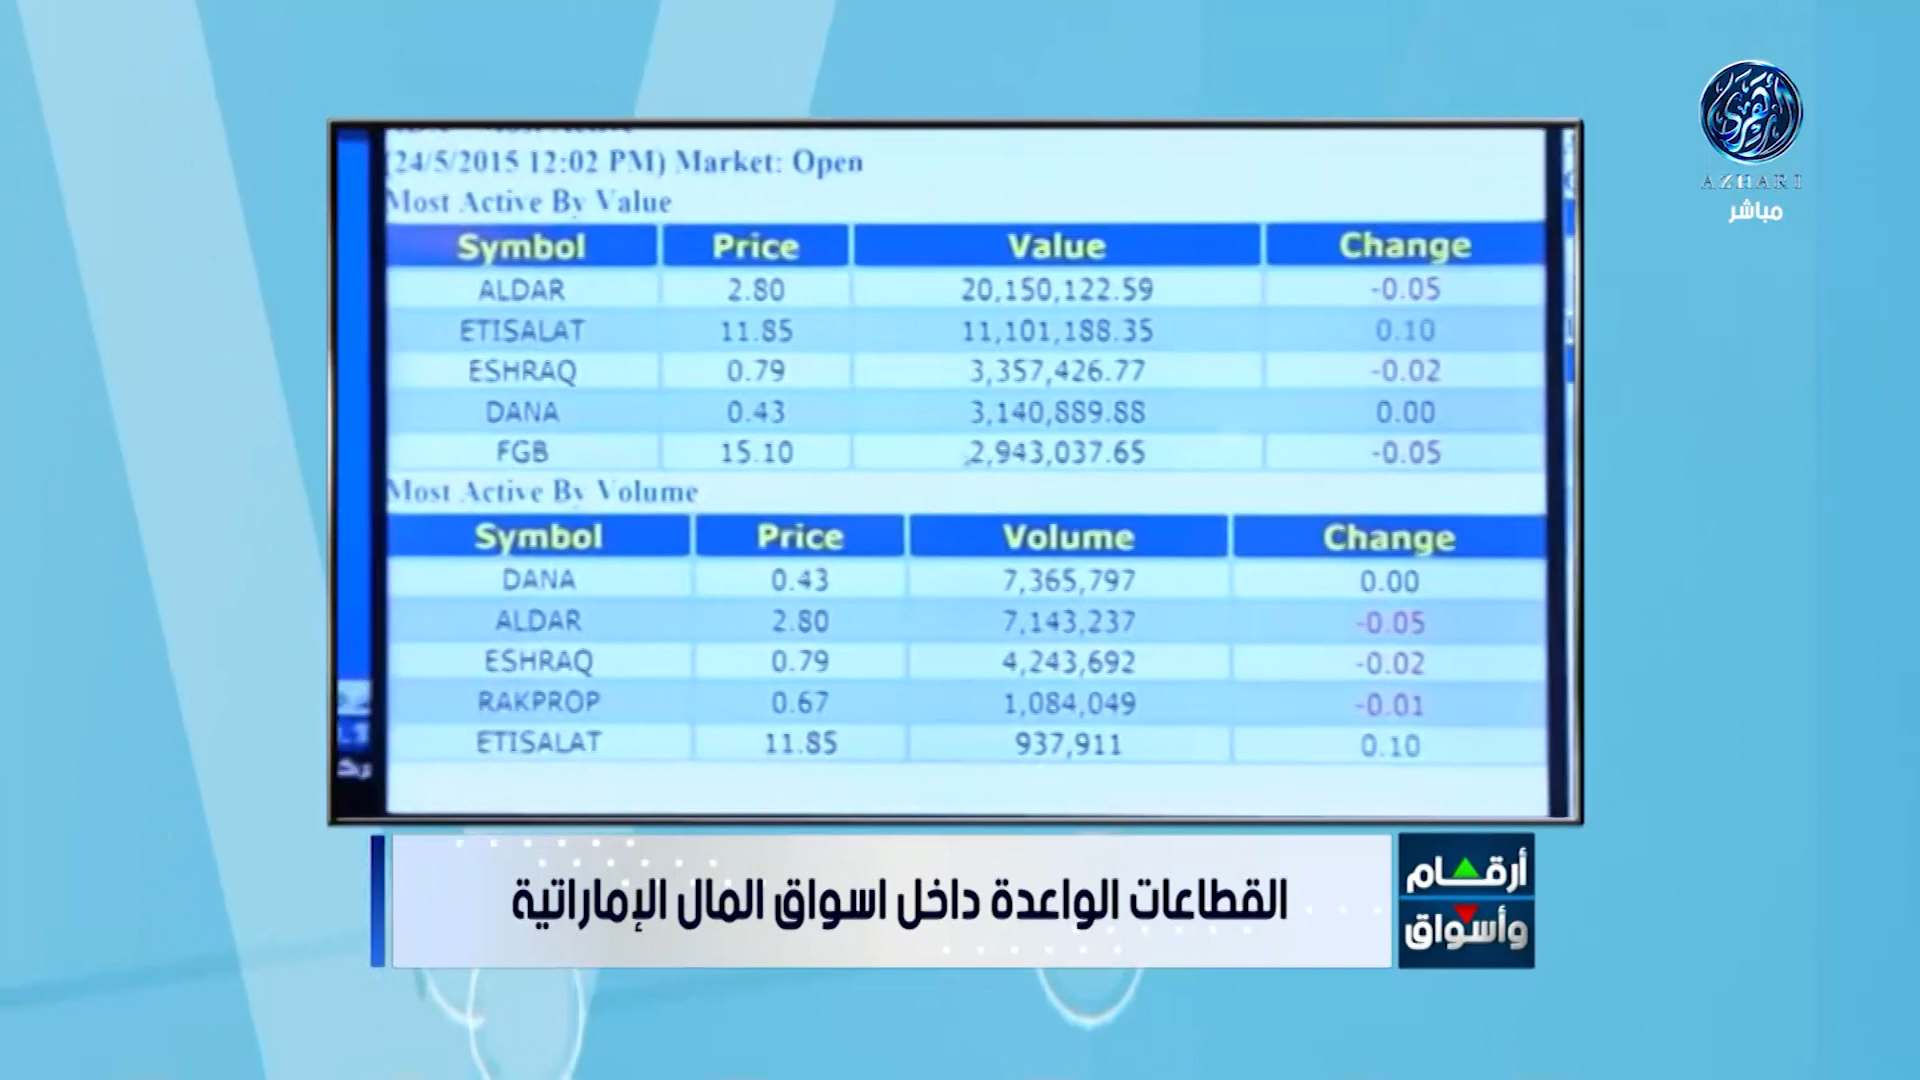 AZHARI
مباشر
(24/5/2015 12:02 PM) Market: Open
Most Active By Value
Symbol Price Value Change
ALDAR 2.80 20,150,122.59 -0.05
ETISALAT 11.85 11,101,188.35 0.10
ESHRAQ 0.79 3,357,426.77 -0.02
DANA 0.43 3,140,889.88 0.00
FGB 15.10 2,943,037.65 -0.05
Most Active By Volume
Symbol Price Volume Change
DANA 0.43 7,365,797 0.00
ALDAR 2.80 7,143,237 -0.05
ESHRAQ 0.79 4,243,692 -0.02
RAKPROP 0.67 1,084,049 -0.01
ETISALAT 11.85 937,911 0.10
أرقام
وأسواق
القطاعات الواعدة داخل اسواق المال الإماراتية